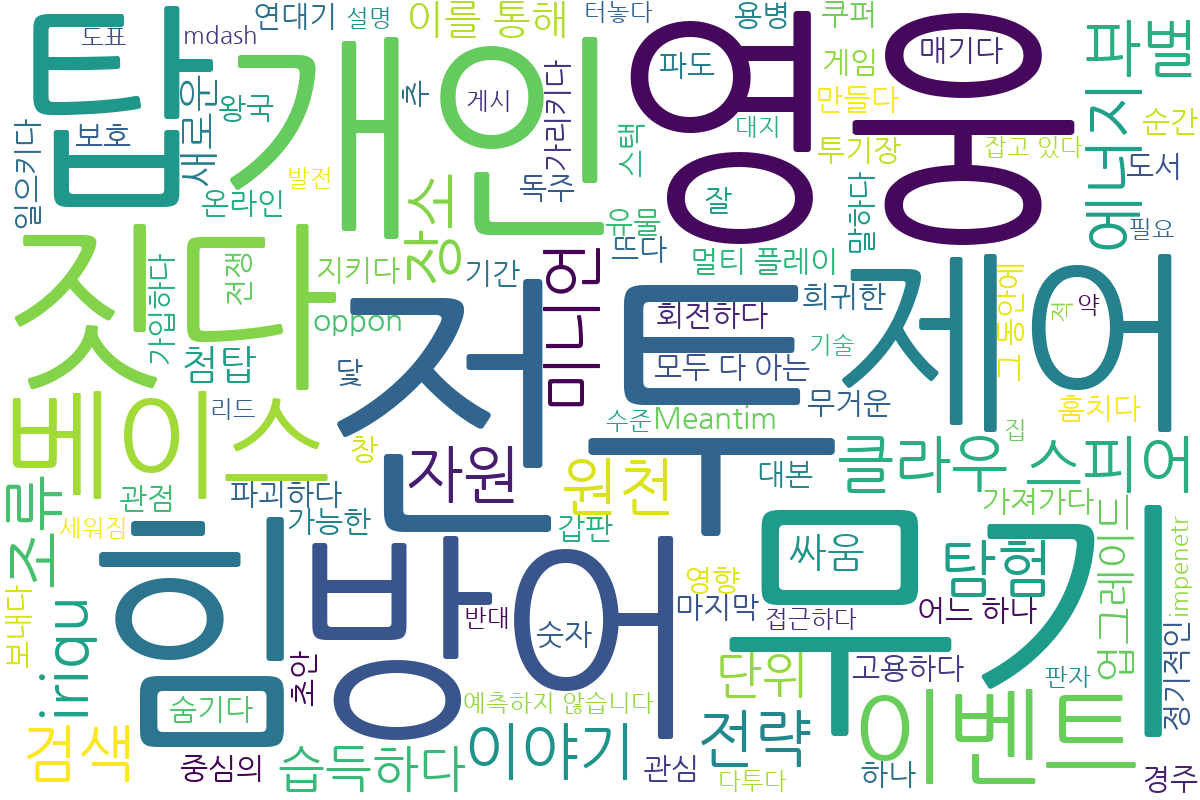 탑
개인
영웅
짓다
전투
제어
베이스
힘
방어
무기
이벤트
도표
mdash
연대기
설명
이를 통해
터놓다
용병
쿠퍼
매기다
파벌
파도
게임
왕국
새로운
보호
축
게시
가리키다
만들다
에너지
순간
일으키다
스택
대지
투기장
잡고 있다
도서
발전
온라인
장소
독주
유물
잘
말하다
필요
뜨다
멀티 플레이
전쟁
지키다
기간
미니언
희귀한
그 동안에
적
약
가입하다
oppon
회전하다
첨탑
닻
모두 다 아는
기술
무거운
훔치다
리드
수준
Meantim
집
창
자원
원천
대본
클라우 스피어
조류
관점
파괴하다
가능한
갑판
가져가다
세워짐
싸움
탐험
업그레이드
impenetr
보내다
iriqu
영향
마지막
접근하다
어느 하나
반대
숫자
초안
단위
고용하다
판자
정기적인
숨기다
예측하지 않습니다
검색
중심의
습득하다
이야기
관심
전략
다투다
하나
경주